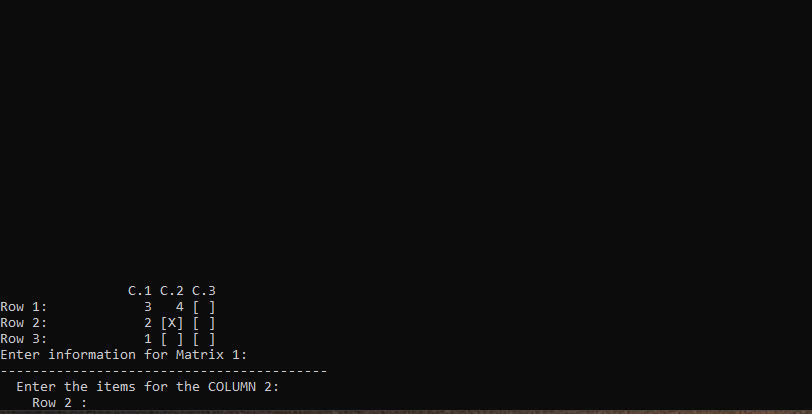 C.1 C.2 C.3
Row 1: 3 4 [ ]
Row 2: 2 [X] [ ]
Row 3: 1 [ ] [ ]
Enter information for Matrix 1:
-----------------------------------------
Enter the items for the COLUMN 2:
Row 2 :